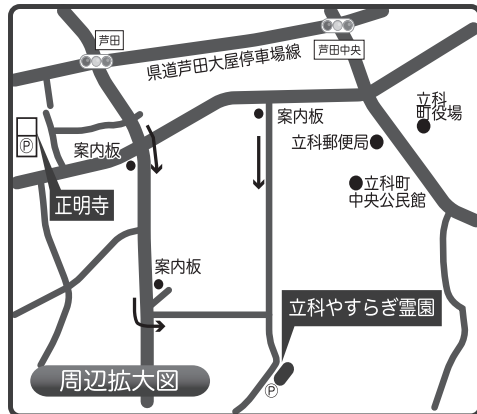 芦田
芦田中央
県道芦田大屋停車場線
立科
町役場
案内板
立科郵便局
Ⓟ
案内板
立科町
中央公民館
正明寺
案内板
立科やすらぎ霊園
周辺拡大図
Ⓟ